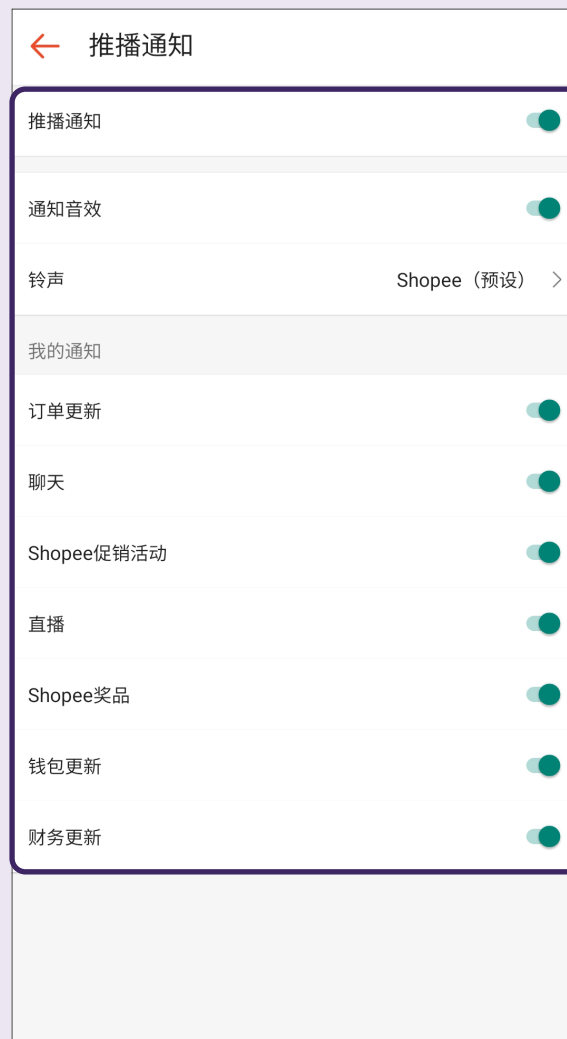 推播通知
推播通知
通知音效
铃声 Shopee（预设）
我的通知
订单更新
聊天
Shopee促销活动
直播
Shopee奖品
钱包更新
财务更新